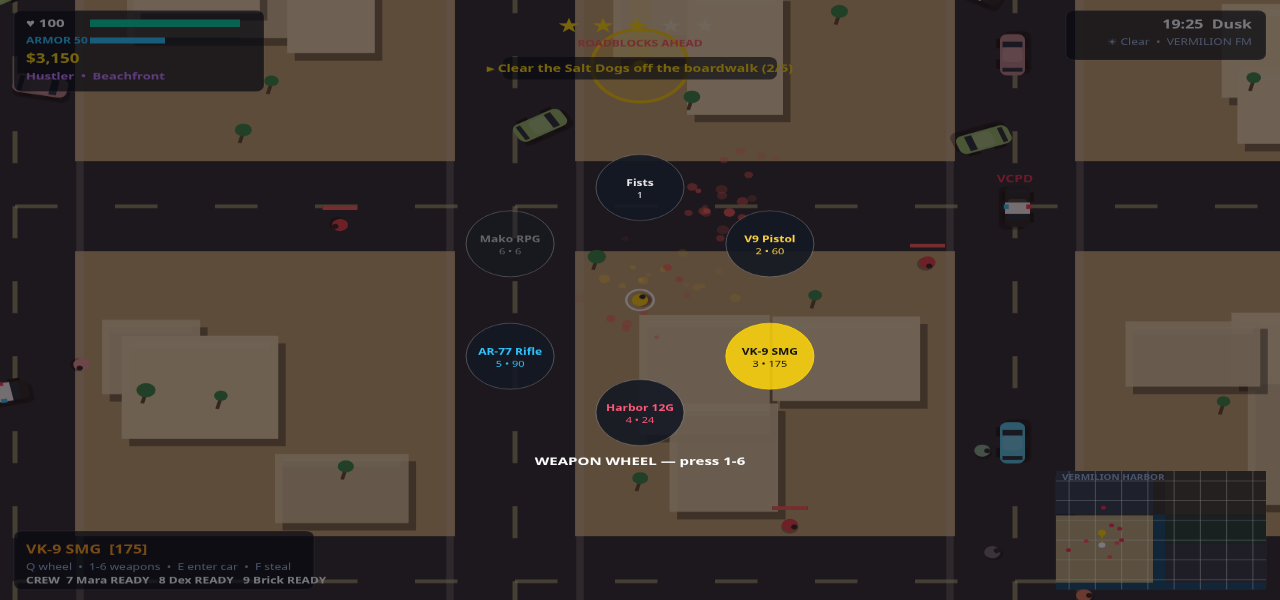 ♥ 100
ARMOR 50
$3,150
Hustler • Beachfront
★ ★ ★ ★ ★
ROADBLOCKS AHEAD
► Clear the Salt Dogs off the boardwalk (2/5)
19:25 Dusk
☀ Clear • VERMILION FM
VCPD
Fists
1
Mako RPG
6 • 6
V9 Pistol
2 • 60
AR-77 Rifle
5 • 90
VK-9 SMG
3 • 175
Harbor 12G
4 • 24
WEAPON WHEEL — press 1-6
VERMILION HARBOR
VK-9 SMG [175]
Q wheel • 1-6 weapons • E enter car • F steal
CREW 7 Mara READY 8 Dex READY 9 Brick READY